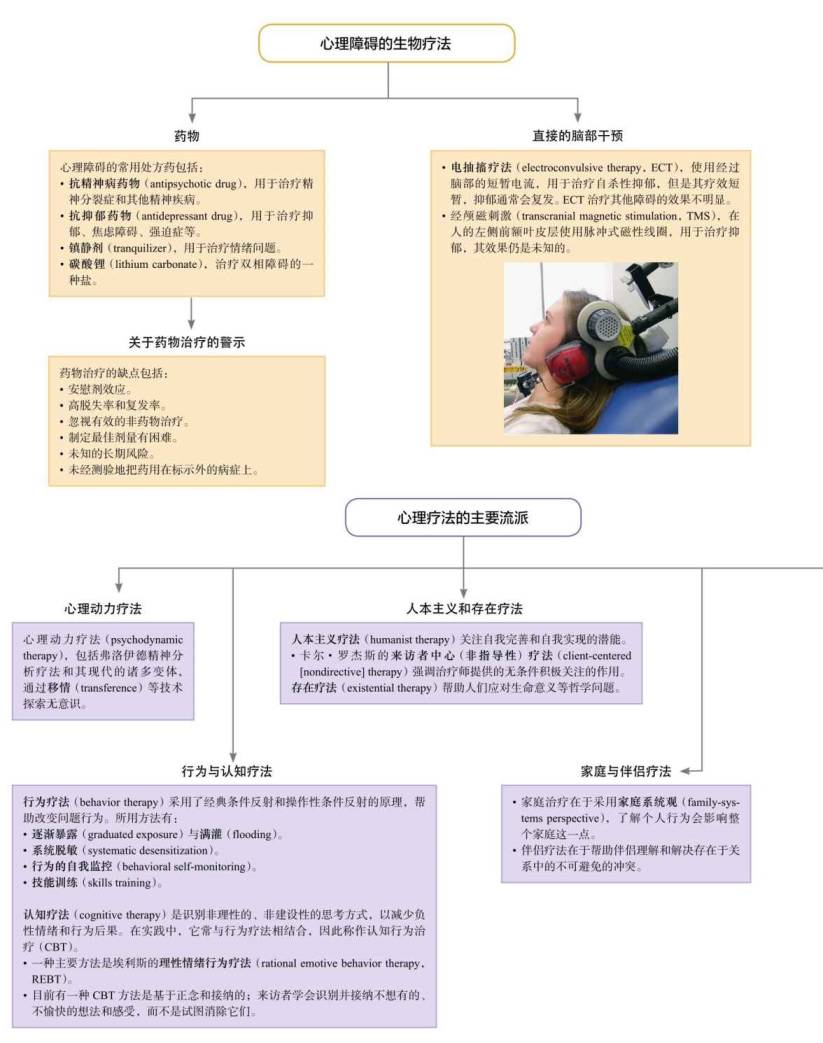 心理障碍的生物疗法
药物
心理障碍的常用处方药包括：
• 抗精神病药物（antipsychotic drug），用于治疗精
神分裂症和其他精神疾病。
• 抗抑郁药物（antidepressant drug），用于治疗抑
郁、焦虑障碍、强迫症等。
• 镇静剂（tranquilizer），用于治疗情绪问题。
• 碳酸锂（lithium carbonate），治疗双相障碍的一
种盐。
关于药物治疗的警示
药物治疗的缺点包括：
• 安慰剂效应。
• 高脱失率和复发率。
• 忽视有效的非药物治疗。
• 制定最佳剂量有困难。
• 未知的长期风险。
• 未经测验地把药用在标示外的病症上。
直接的脑部干预
• 电抽搐疗法（electroconvulsive therapy，ECT），使用经过
脑部的短暂电流，用于治疗自杀性抑郁，但是其疗效短
暂，抑郁通常会复发。ECT 治疗其他障碍的效果不明显。
• 经颅磁刺激（transcranial magnetic stimulation，TMS），在
人的左侧前额叶皮层使用脉冲式磁性线圈，用于治疗抑
郁，其效果仍是未知的。
心理疗法的主要流派
心理动力疗法
心理动力疗法（psychodynamic
therapy），包括弗洛伊德精神分
析疗法和其现代的诸多变体，
通过移情（transference）等技术
探索无意识。
人本主义和存在疗法
人本主义疗法（humanist therapy）关注自我完善和自我实现的潜能。
• 卡尔·罗杰斯的来访者中心（非指导性）疗法（client-centered
[nondirective] therapy）强调治疗师提供的无条件积极关注的作用。
存在疗法（existential therapy）帮助人们应对生命意义等哲学问题。
行为与认知疗法
行为疗法（behavior therapy）采用了经典条件反射和操作性条件反射的原理，帮
助改变问题行为。所用方法有：
• 逐渐暴露（graduated exposure）与满灌（flooding）。
• 系统脱敏（systematic desensitization）。
• 行为的自我监控（behavioral self-monitoring）。
• 技能训练（skills training）。
认知疗法（cognitive therapy）是识别非理性的、非建设性的思考方式，以减少负
性情绪和行为后果。在实践中，它常与行为疗法相结合，因此称作认知行为治
疗（CBT）。
• 一种主要方法是埃利斯的理性情绪行为疗法（rational emotive behavior therapy，
REBT）。
• 目前有一种 CBT 方法是基于正念和接纳的；来访者学会识别并接纳不想有的、
不愉快的想法和感受，而不是试图消除它们。
家庭与伴侣疗法
• 家庭治疗在于采用家庭系统观（family-sys-
tems perspective），了解个人行为会影响整
个家庭这一点。
• 伴侣疗法在于帮助伴侣理解和解决存在于关
系中的不可避免的冲突。